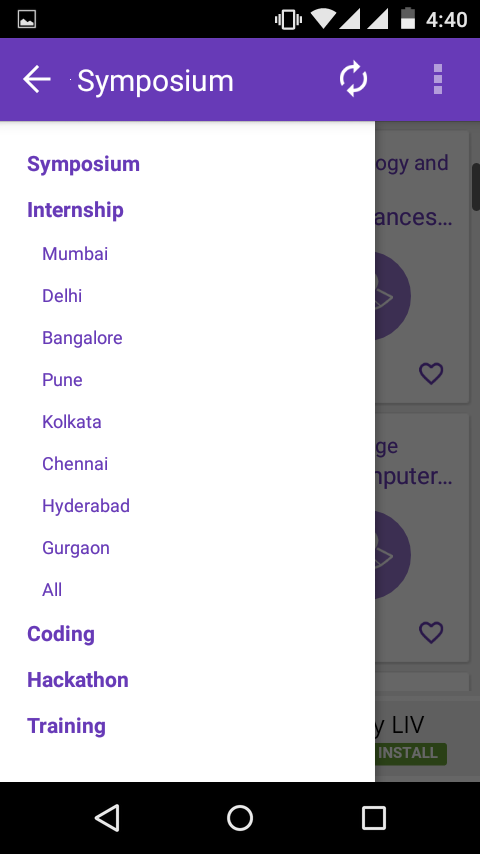 4:40
Symposium
Symposium
Internship
Mumbai
Delhi
Bangalore
Pune
Kolkata
Chennai
Hyderabad
Gurgaon
All
Coding
Hackathon
Training
ogy and
ances...
ge
mputer...
y LIV
INSTALL